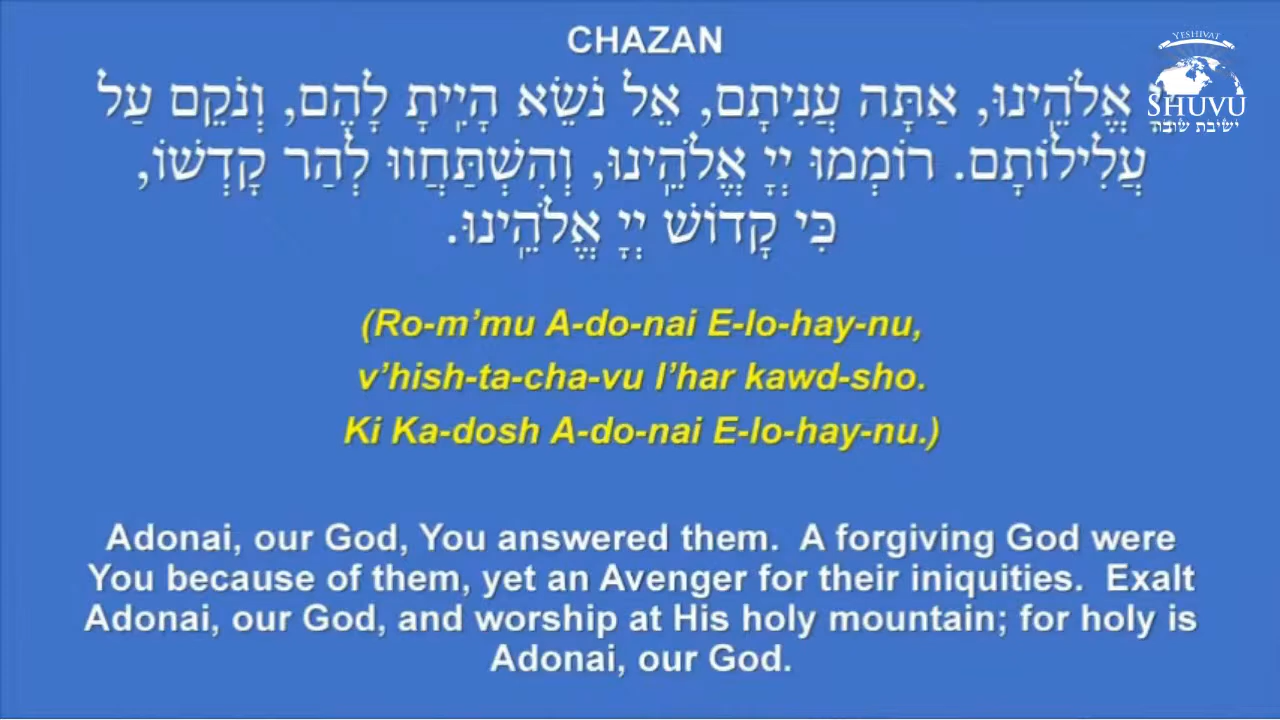 CHAZAN
אֱלֹהֵֽינוּ, אַתָּה עֲנִיתָם, אֵל נֹשֵׂא הָיִֽיתָ לָהֶם, וְנֹקֵם עַל
עֲלִילוֹתָם. רוֹמְמוּ יְיָ אֱלֹהֵֽינוּ, וְהִשְׁתַּחֲווּ לְהַר קָדְשׁוֹ,
כִּי קָדוֹשׁ יְיָ אֱלֹהֵֽינוּ.
(Ro-m’mu A-do-nai E-lo-hay-nu,
v’hish-ta-cha-vu l’har kawd-sho.
Ki Ka-dosh A-do-nai E-lo-hay-nu.)
Adonai, our God, You answered them.  A forgiving God were
You because of them, yet an Avenger for their iniquities.  Exalt
Adonai, our God, and worship at His holy mountain; for holy is
Adonai, our God.
YESHIVAT
SHUVU
ישיבת שובו